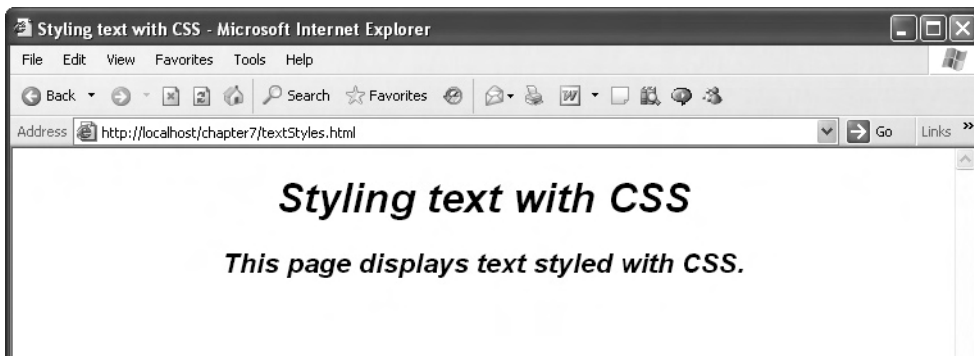 Styling text with CSS - Microsoft Internet Explorer
File Edit View Favorites Tools Help
Back Search Favorites
Address http://localhost/chapter7/textStyles.html Go Links »
Styling text with CSS
This page displays text styled with CSS.